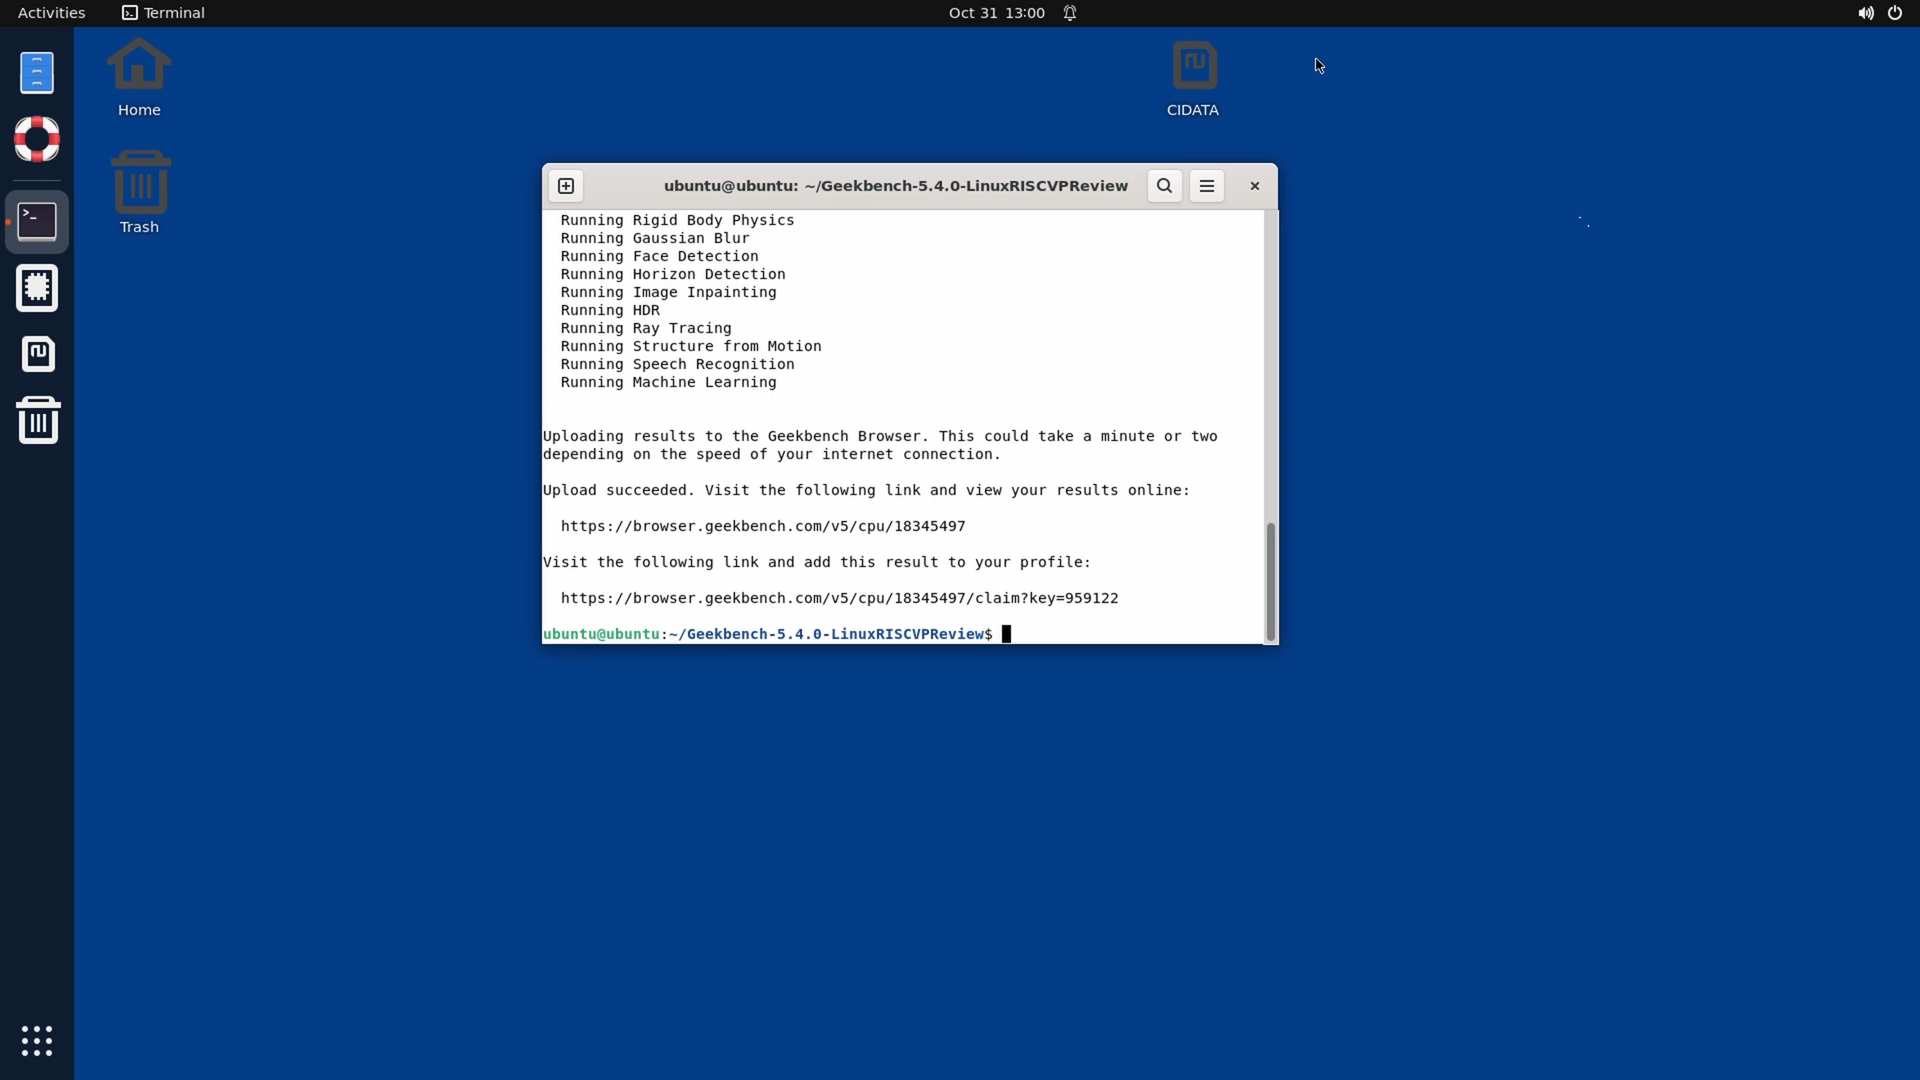 Activities Terminal Oct 31 13:00
Home
CIDATA
Trash
ubuntu@ubuntu: ~/Geekbench-5.4.0-LinuxRISCVPReview
Running Rigid Body Physics
Running Gaussian Blur
Running Face Detection
Running Horizon Detection
Running Image Inpainting
Running HDR
Running Ray Tracing
Running Structure from Motion
Running Speech Recognition
Running Machine Learning
Uploading results to the Geekbench Browser. This could take a minute or two
depending on the speed of your internet connection.
Upload succeeded. Visit the following link and view your results online:
https://browser.geekbench.com/v5/cpu/18345497
Visit the following link and add this result to your profile:
https://browser.geekbench.com/v5/cpu/18345497/claim?key=959122
ubuntu@ubuntu:~/Geekbench-5.4.0-LinuxRISCVPReview$